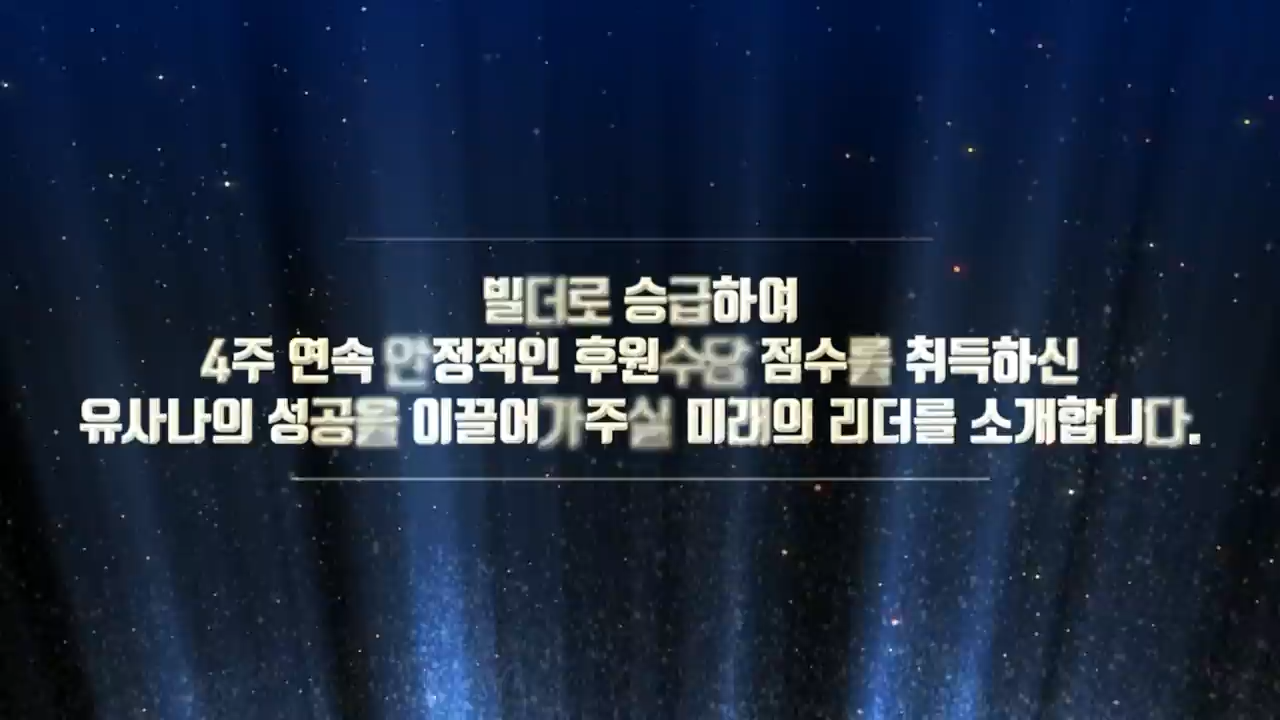 빌더로 승급하여
4주 연속 안정적인 후원수당 점수를 취득하신
유사나의 성공을 이끌어가주실 미래의 리더를 소개합니다.